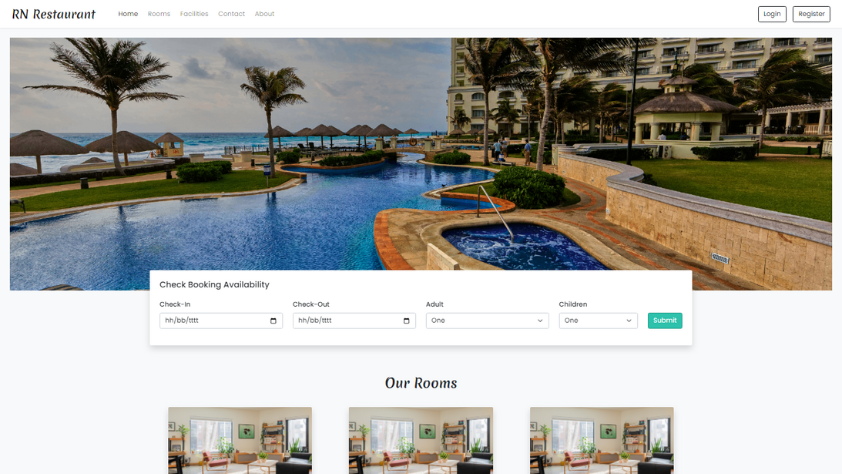 RN Restaurant Home Rooms Facilities Contact About Login Register
Check Booking Availability
Check-In Check-Out Adult Children
hh/bb/tttt hh/bb/tttt One One Submit
Our Rooms